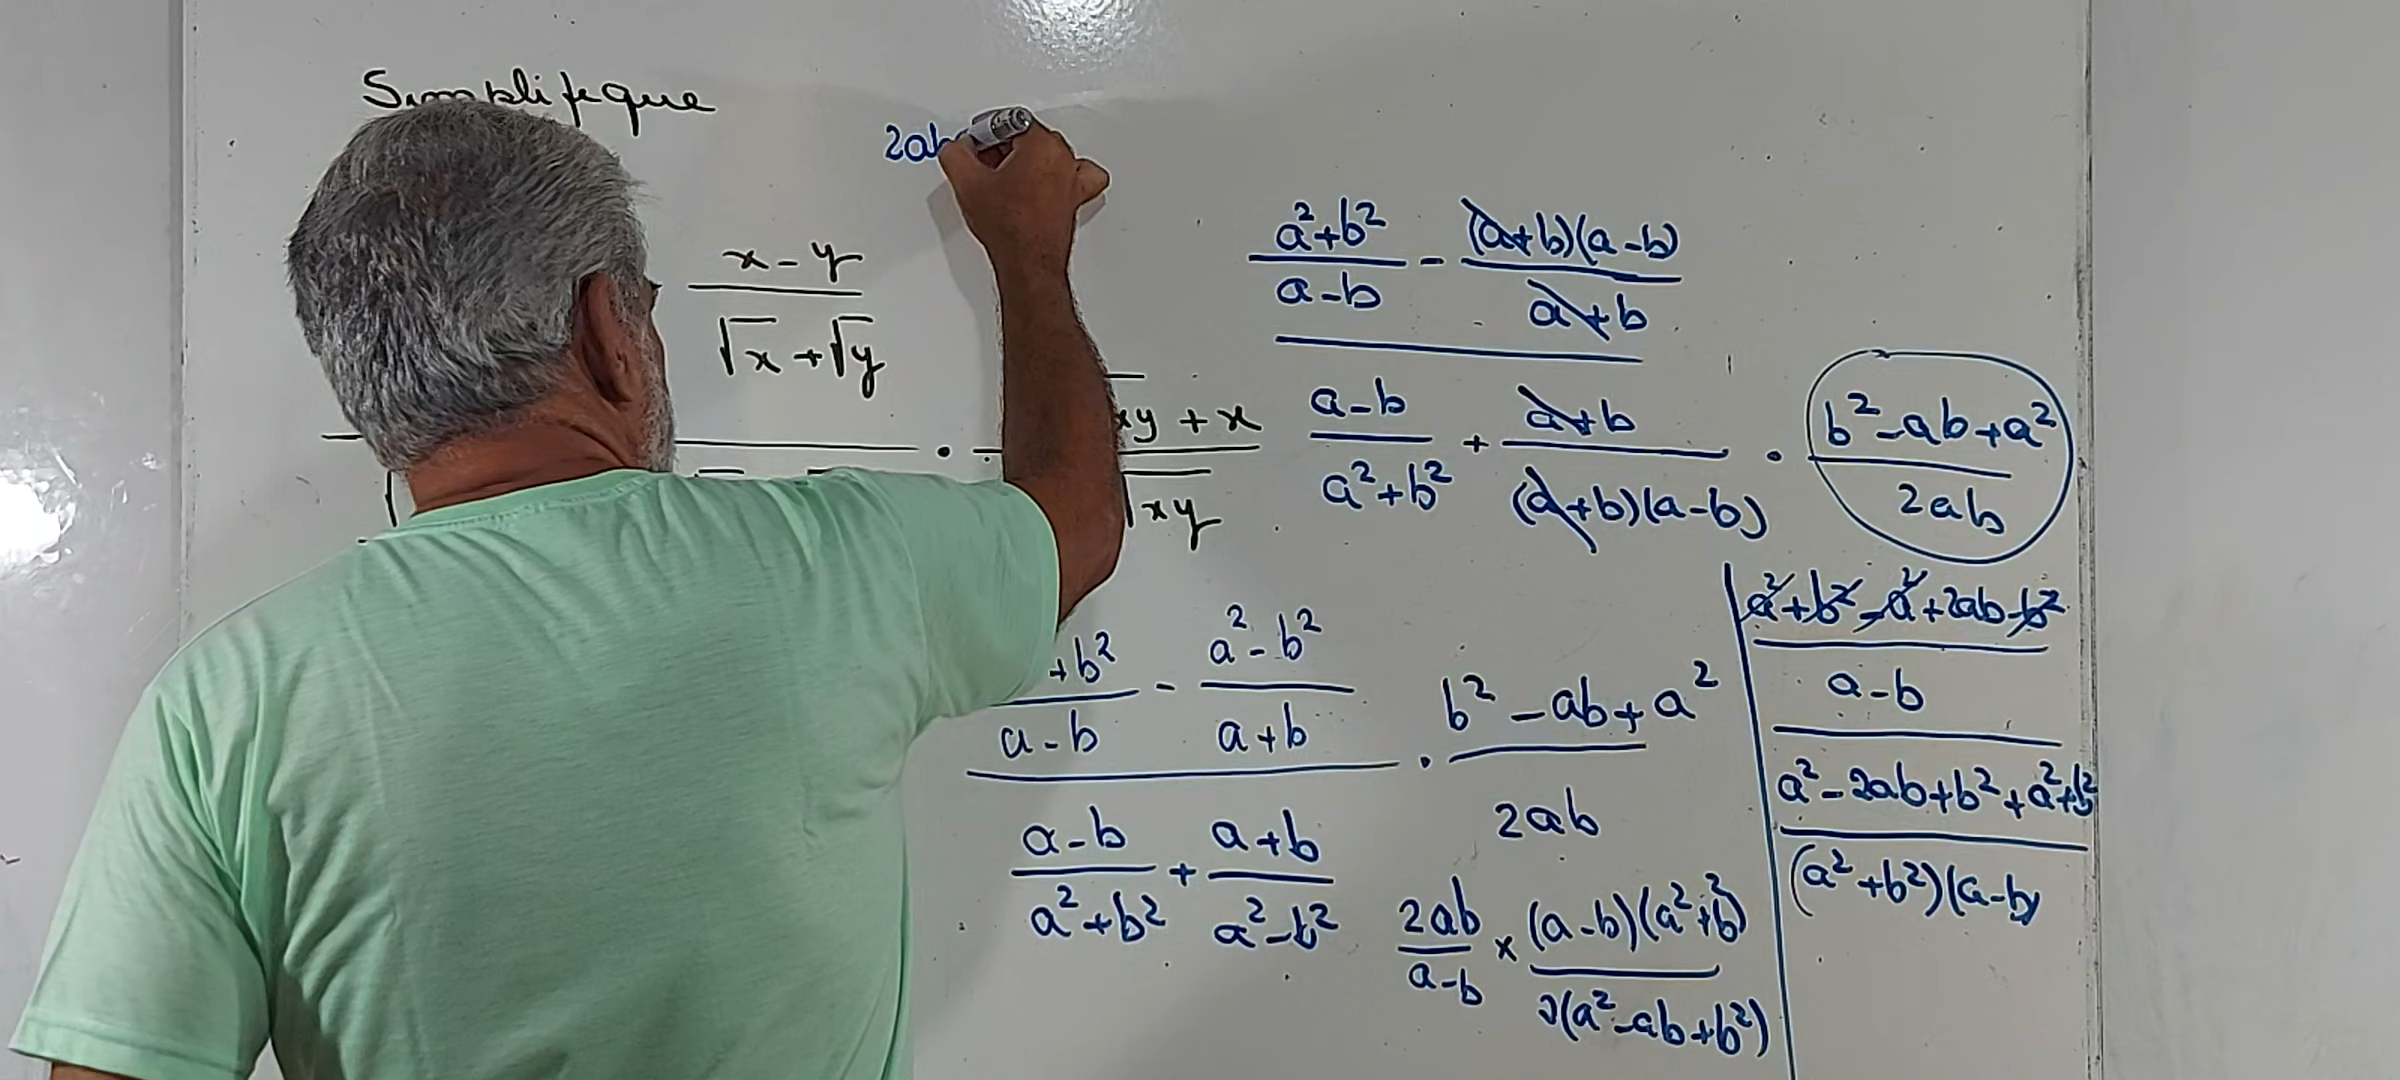 Simplifique
2ab
x - y
√x + √y
xy + x
√xy
a² + b²
a - b
-
(a+b)(a-b)
a+b
a - b
a² + b²
+
a+b
(a+b)(a-b)
·
b² - ab + a²
2ab
+ b²
a - b
-
a² - b²
a + b
·
b² - ab + a²
2ab
a - b
a² + b²
+
a + b
a² - b²
a² + b² - a² + 2ab - b²
a - b
a² - 2ab + b² + a² + b²
(a² + b²)(a - b)
2ab
a - b
×
(a - b)(a² + b²)
2(a² - ab + b²)